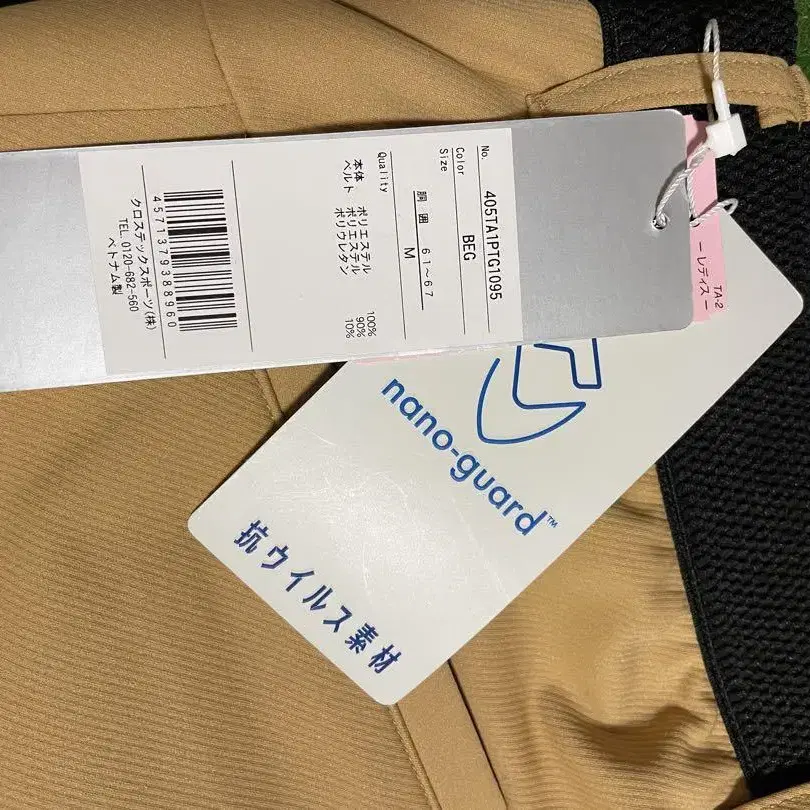 No. 405TA1PTG1095
Color BEG
Size 胴囲 61~67
M
Quality
本体 ポリエステル 100%
ベルト ポリエステル 90%
ポリウレタン 10%
4571379388960
クロステックスポーツ(株)
TEL. 0120-682-560
ベトナム製
TA-2
ーレディスー
nano-guard™
抗ウイルス素材